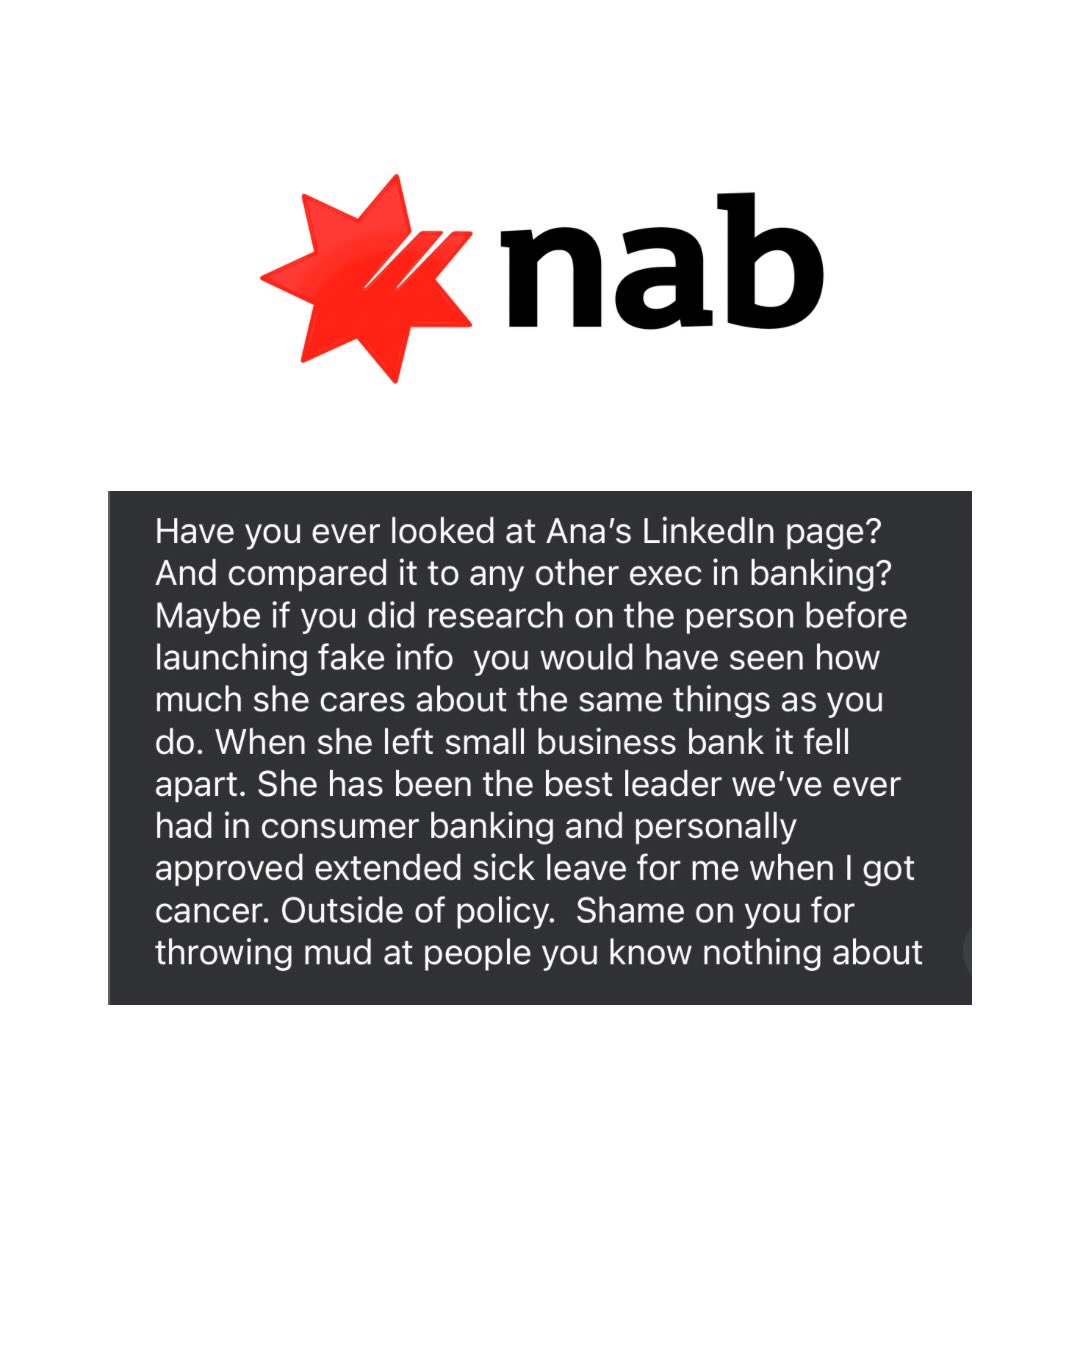 nab
Have you ever looked at Ana’s LinkedIn page?
And compared it to any other exec in banking?
Maybe if you did research on the person before
launching fake info  you would have seen how
much she cares about the same things as you
do. When she left small business bank it fell
apart. She has been the best leader we’ve ever
had in consumer banking and personally
approved extended sick leave for me when I got
cancer. Outside of policy.  Shame on you for
throwing mud at people you know nothing about